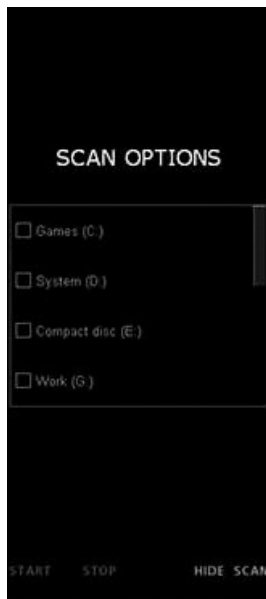 SCAN OPTIONS
Games (C:)
System (D:)
Compact disc (E:)
Work (G:)
START STOP HIDE SCAN